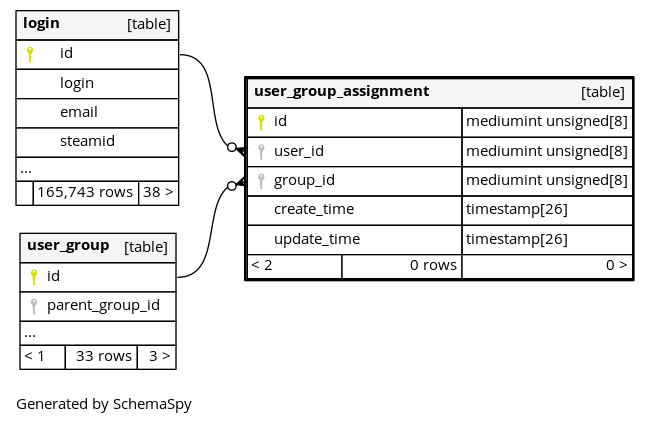 login [table]
id
login
email
steamid
...
165,743 rows 38 >
user_group [table]
id
parent_group_id
...
< 1 33 rows 3 >
user_group_assignment [table]
id mediumint unsigned[8]
user_id mediumint unsigned[8]
group_id mediumint unsigned[8]
create_time timestamp[26]
update_time timestamp[26]
< 2 0 rows 0 >
Generated by SchemaSpy